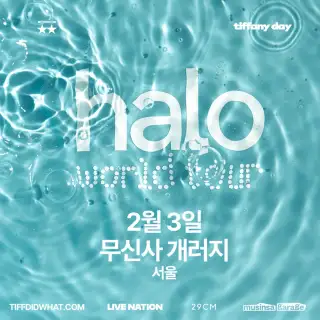 tiffany day
halo
world tour
2월 3일
무신사 개러지
서울
TIFFDIDWHAT.COM LIVE NATION 29CM musinsa garage